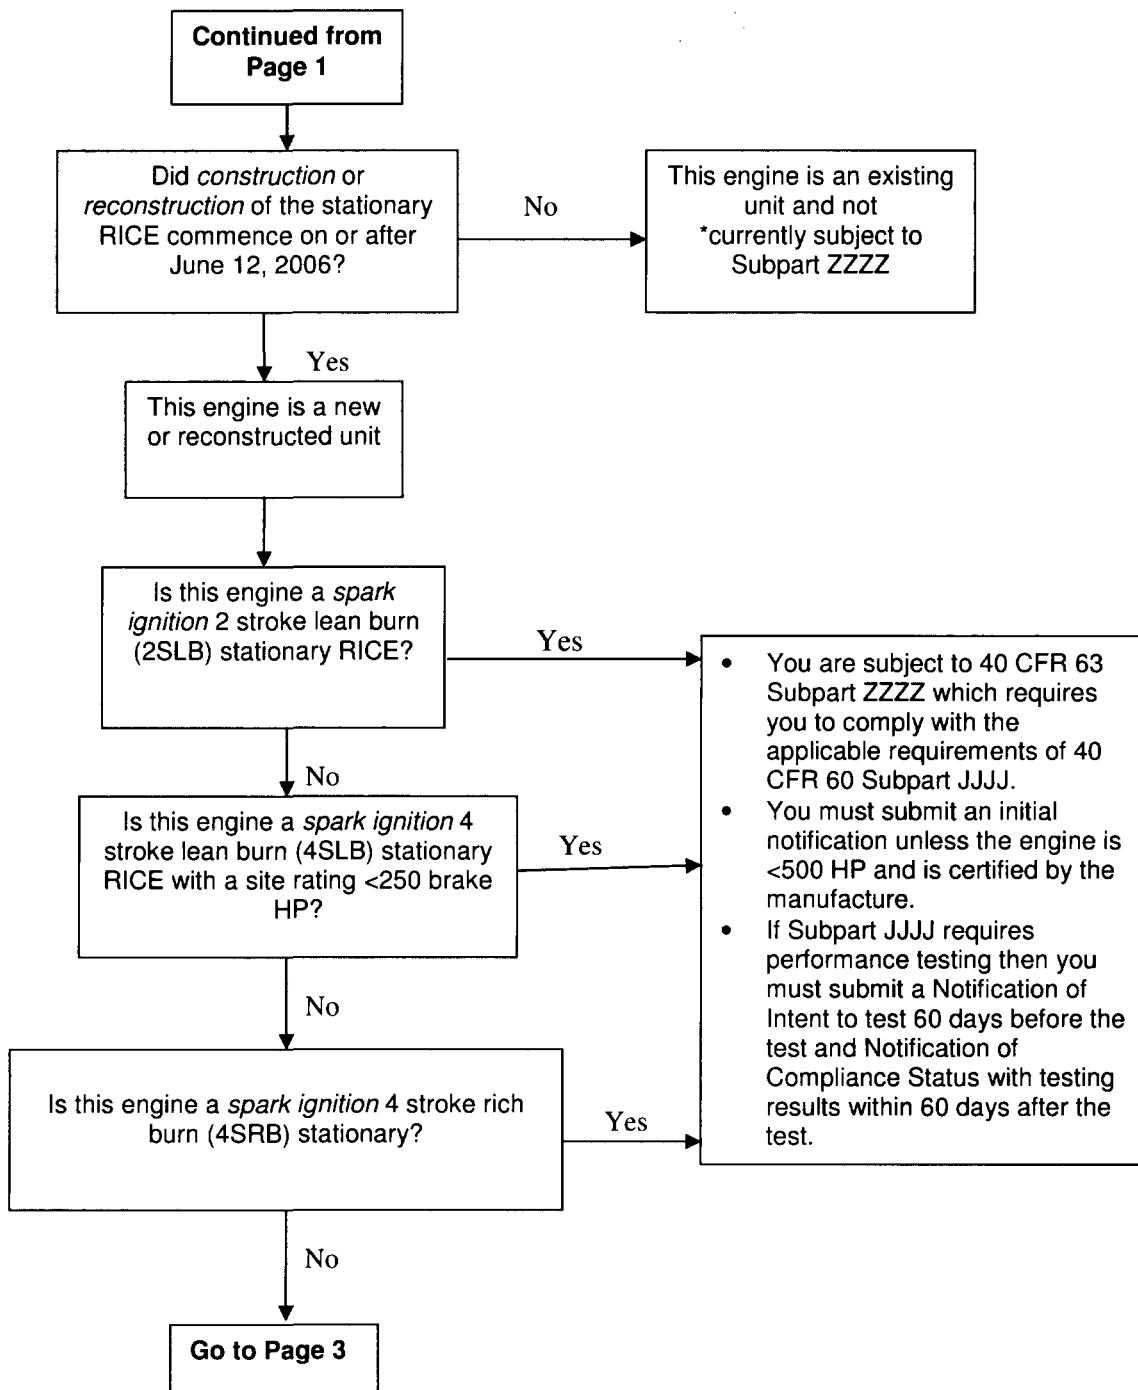 Continued from
Page 1
Did construction or
reconstruction of the stationary
RICE commence on or after
June 12, 2006?
No
This engine is an existing
unit and not
*currently subject to
Subpart ZZZZ
Yes
This engine is a new
or reconstructed unit
Is this engine a spark
ignition 2 stroke lean burn
(2SLB) stationary RICE?
Yes
No
Is this engine a spark ignition 4
stroke lean burn (4SLB) stationary
RICE with a site rating <250 brake
HP?
Yes
No
Is this engine a spark ignition 4 stroke rich
burn (4SRB) stationary?
Yes
• You are subject to 40 CFR 63
Subpart ZZZZ which requires
you to comply with the
applicable requirements of 40
CFR 60 Subpart JJJJ.
• You must submit an initial
notification unless the engine is
<500 HP and is certified by the
manufacture.
• If Subpart JJJJ requires
performance testing then you
must submit a Notification of
Intent to test 60 days before the
test and Notification of
Compliance Status with testing
results within 60 days after the
test.
No
Go to Page 3